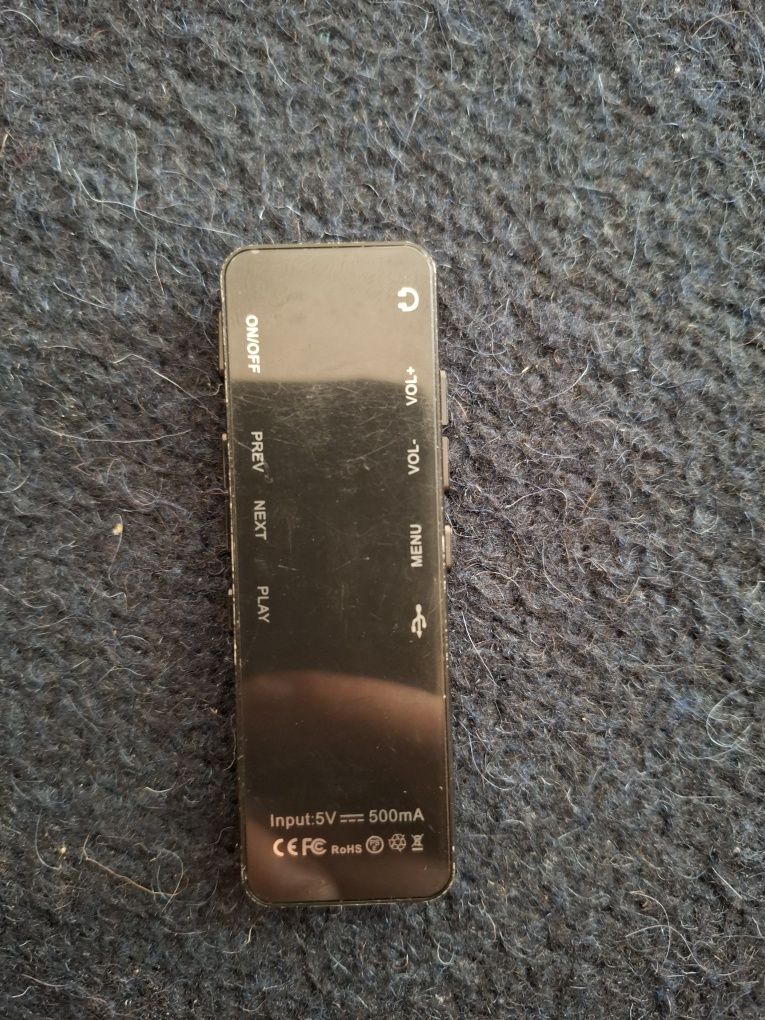 ON/OFF
PREV
NEXT
PLAY
VOL+
VOL-
MENU
Input:5V 500mA
CE FC RoHS